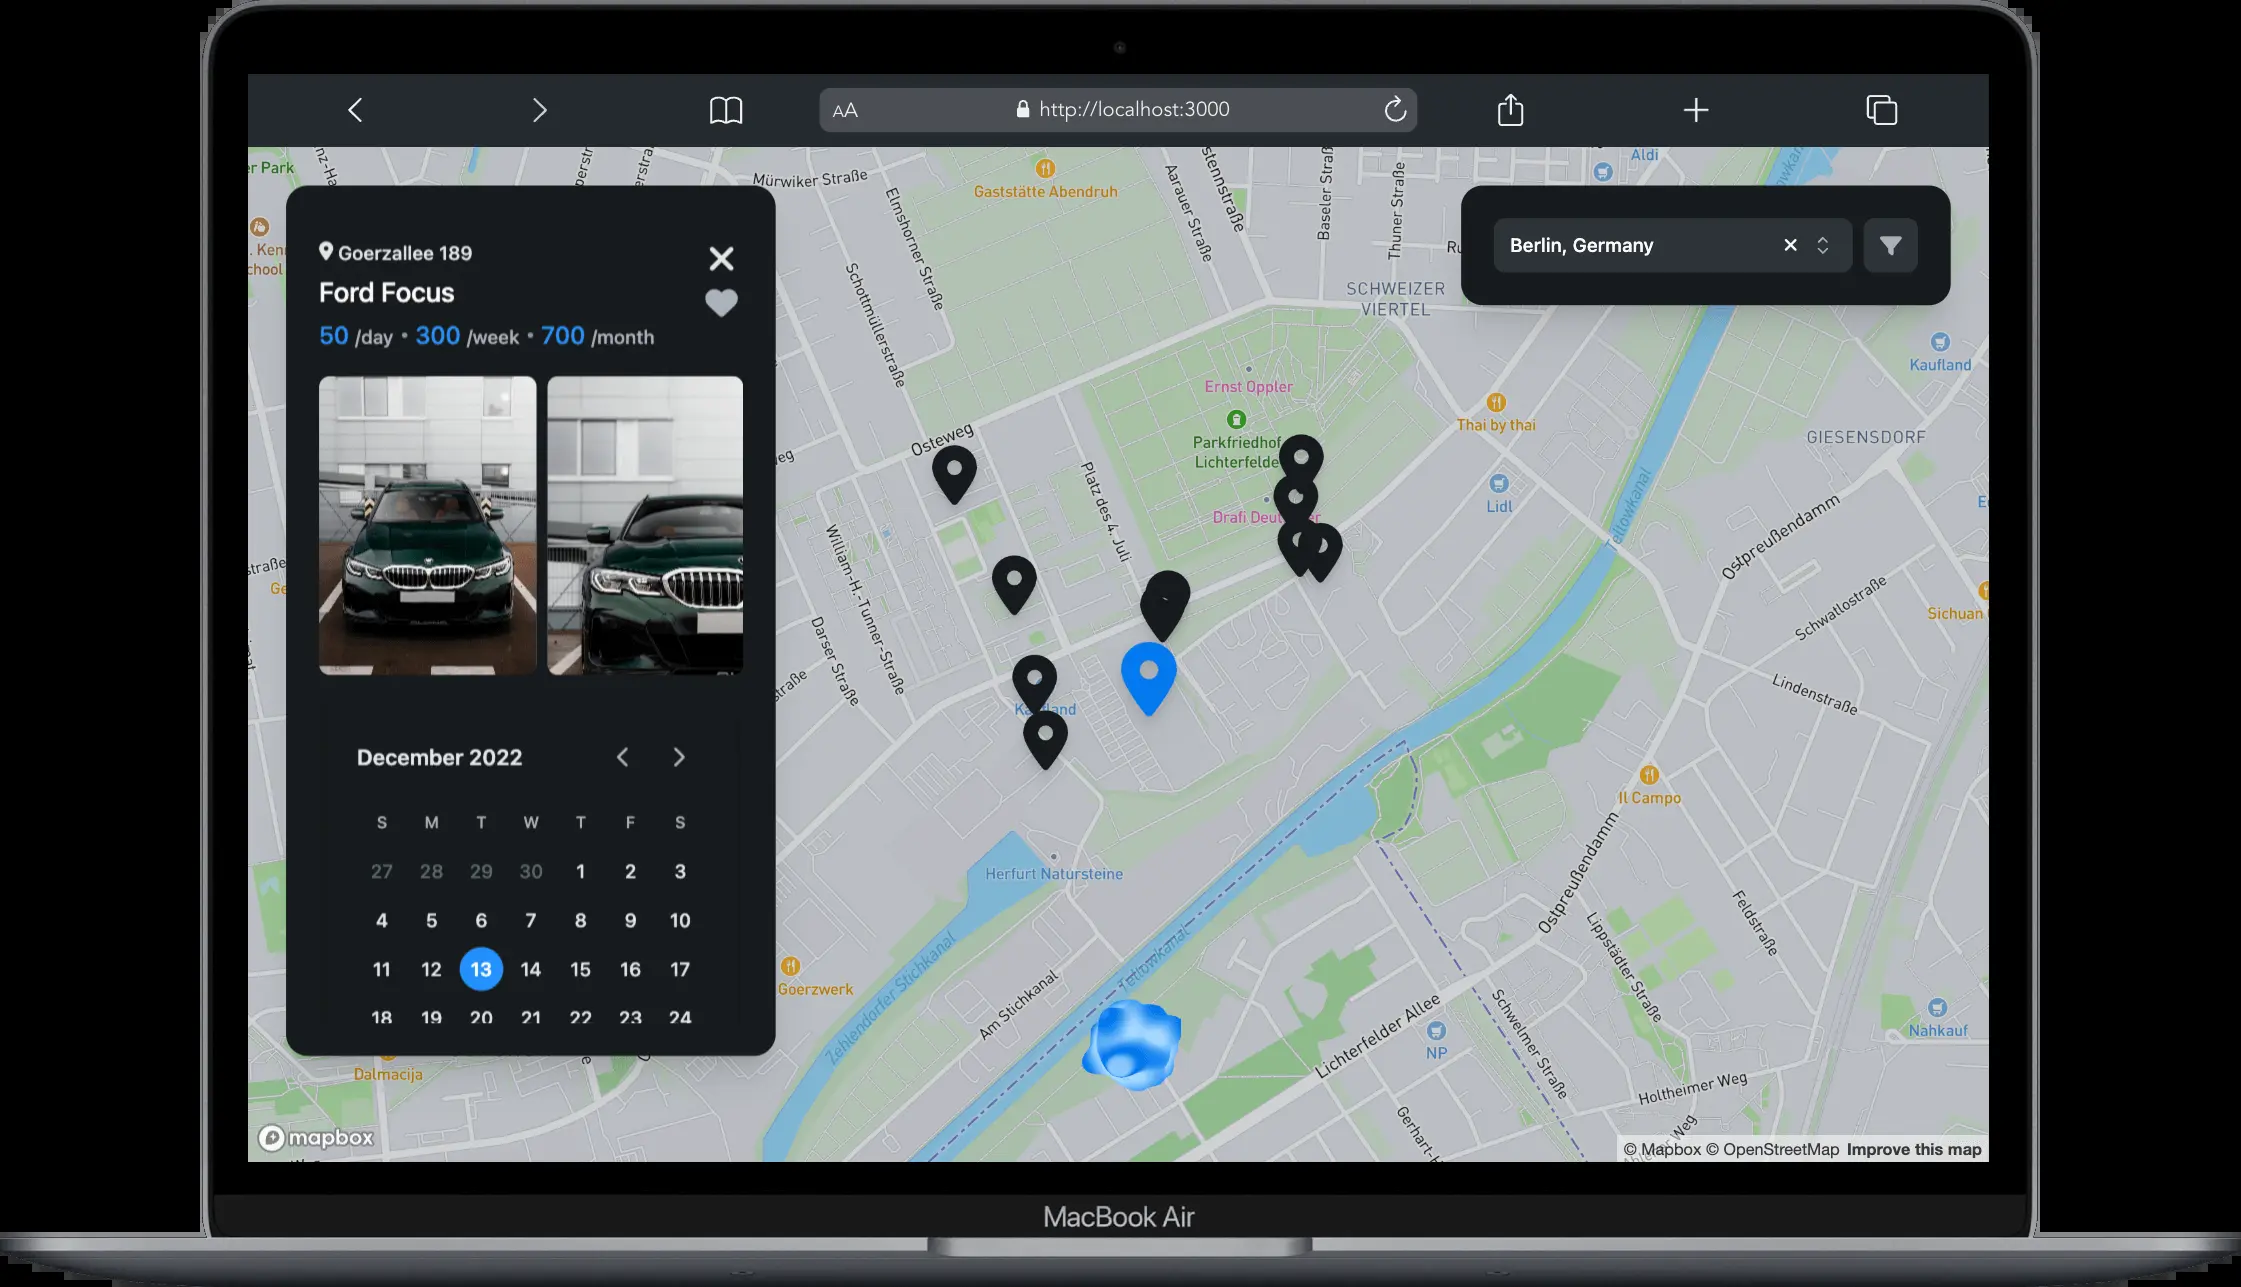 AA
http://localhost:3000
Goerzallee 189
Ford Focus
50 /day • 300 /week • 700 /month
December 2022
S M T W T F S
27 28 29 30 1 2 3
4 5 6 7 8 9 10
11 12 13 14 15 16 17
18 19 20 21 22 23 24
Berlin, Germany
er Park
Mürwiker Straße
Gaststätte Abendruh
Aldi
Elmshorner Straße
Schottmüllerstraße
Aarauer Straße
Baseler Straß
Thuner Straße
SCHWEIZER
VIERTEL
Kaufland
Ernst Oppler
Parkfriedhof
Lichterfelde
Thai by thai
GIESENSDORF
Osteweg
Platz des 4. Juli
Lidl
Teltowkanal
Ostpreußendamm
William-H.-Tunner-Straße
Darser Straße
Schwatlostraße
Sichuan
Lindenstraße
Il Campo
Herfurt Natursteine
Ostpreußendamm
Feldstraße
Lippstädter Straße
Goerzwerk
Zehlendorfer Stichkanal
Teltowkanal
Am Stichkanal
Lichterfelder Allee
Schwelmer Straße
NP
Nahkauf
Holtheimer Weg
Dalmacija
mapbox
© Mapbox © OpenStreetMap Improve this map
MacBook Air